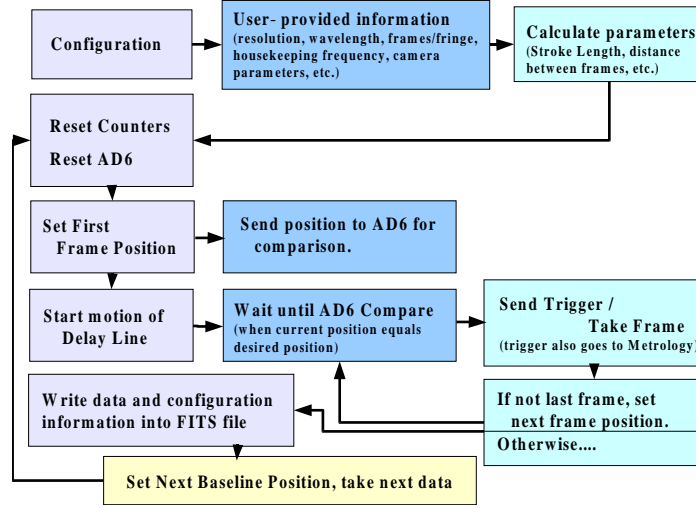 Configuration
User- provided information
(resolution, wavelength, frames/fringe,
housekeeping frequency, camera
parameters, etc.)
Calculate parameters
(Stroke Length, distance
between frames, etc.)
Reset Counters
Reset AD6
Set First
Frame Position
Send position to AD6 for
comparison.
Start motion of
Delay Line
Wait until AD6 Compare
(when current position equals
desired position)
Send Trigger /
Take Frame
(trigger also goes to Metrology)
If not last frame, set
next frame position.
Otherwise....
Write data and configuration
information into FITS file
Set Next Baseline Position, take next data